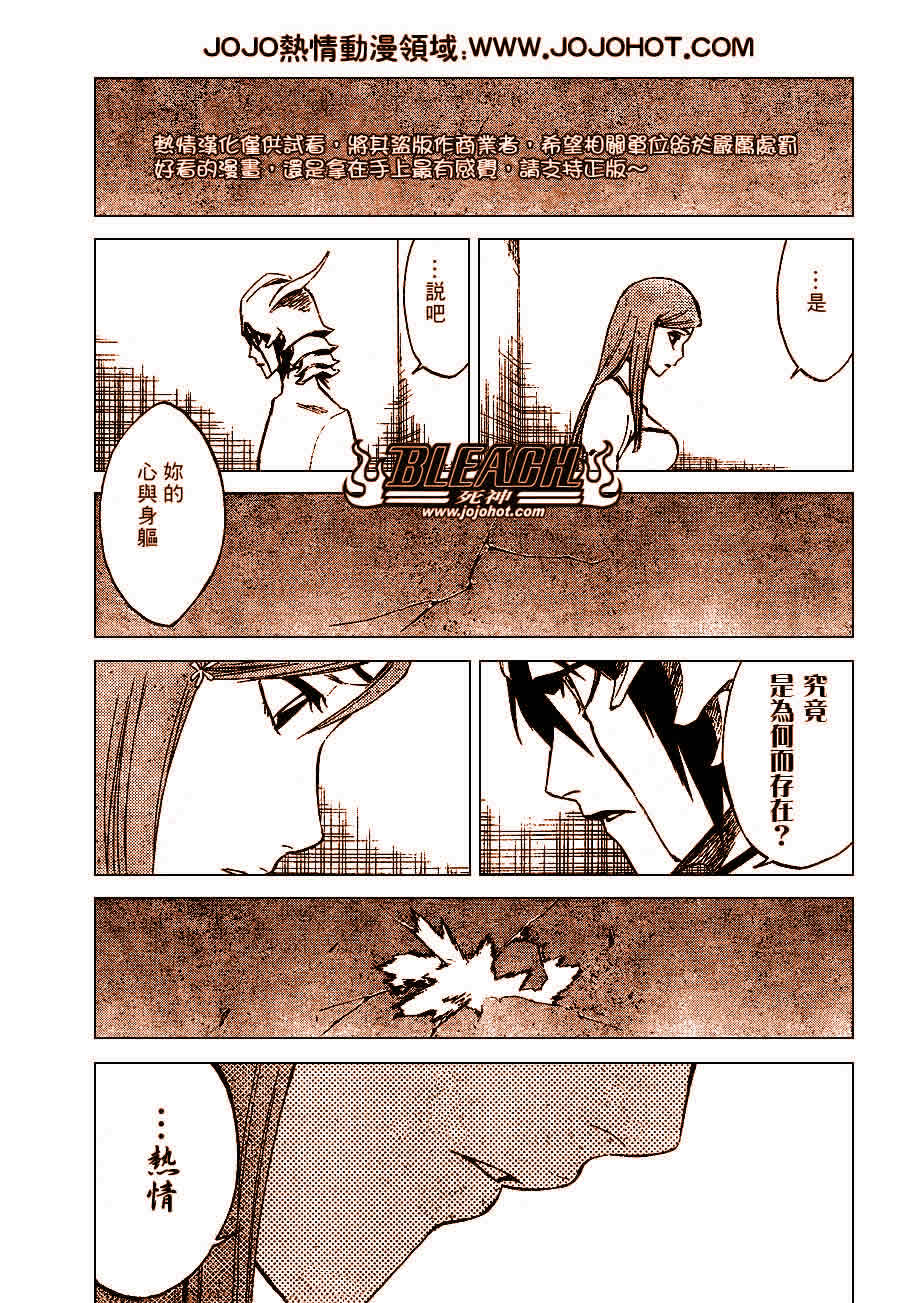 JOJO熱情動漫領域:WWW.JOJOHOT.COM
熱情漢化僅供試看，將其盜版作商業者，希望相關單位給於嚴厲處罰
好看的漫畫，還是拿在手上最有感覺，請支持正版～
…是
…説吧
BLEACH
死神
www.jojohot.com
妳的
心與身軀
究竟
是為何而存在？
…熱情